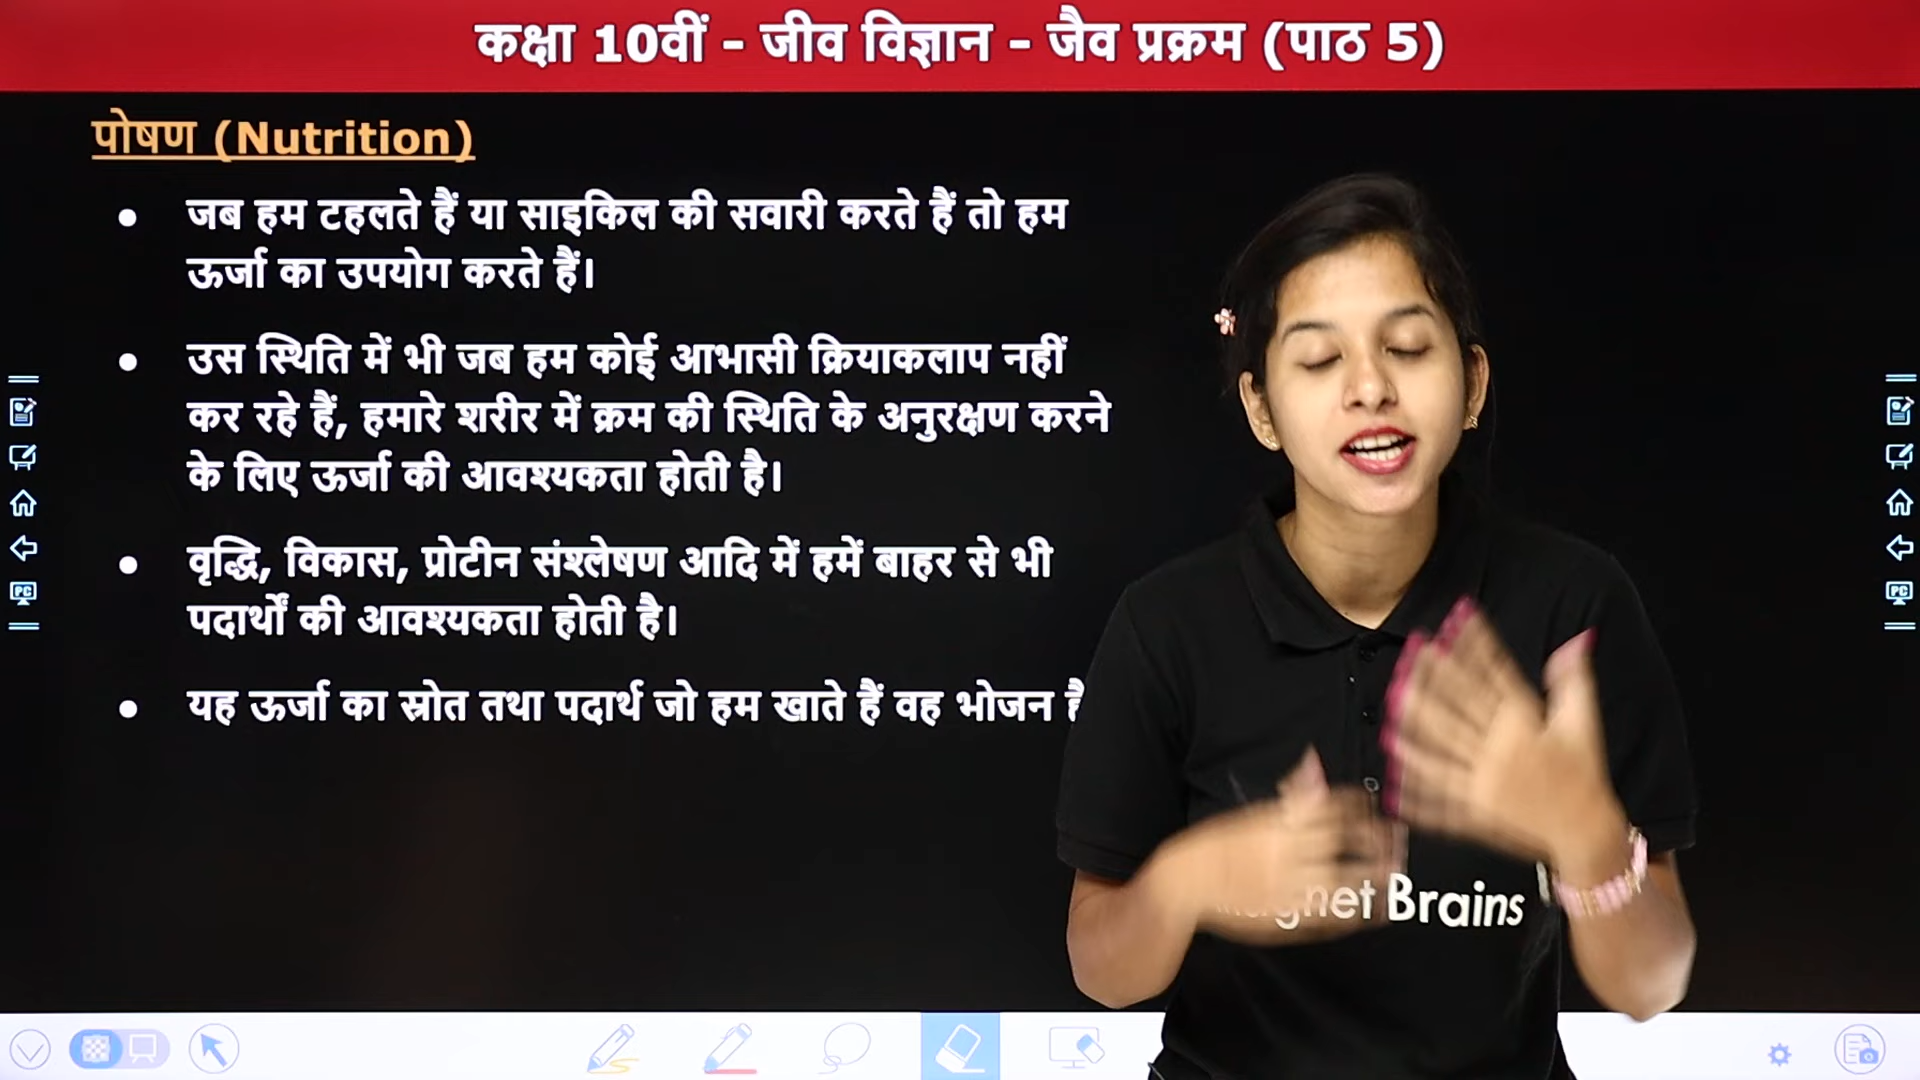 कक्षा 10वीं - जीव विज्ञान - जैव प्रक्रम (पाठ 5)
पोषण (Nutrition)
• जब हम टहलते हैं या साइकिल की सवारी करते हैं तो हम
ऊर्जा का उपयोग करते हैं।
• उस स्थिति में भी जब हम कोई आभासी क्रियाकलाप नहीं
कर रहे हैं, हमारे शरीर में क्रम की स्थिति के अनुरक्षण करने
के लिए ऊर्जा की आवश्यकता होती है।
• वृद्धि, विकास, प्रोटीन संश्लेषण आदि में हमें बाहर से भी
पदार्थों की आवश्यकता होती है।
• यह ऊर्जा का स्रोत तथा पदार्थ जो हम खाते हैं वह भोजन
Brains
PC
PC